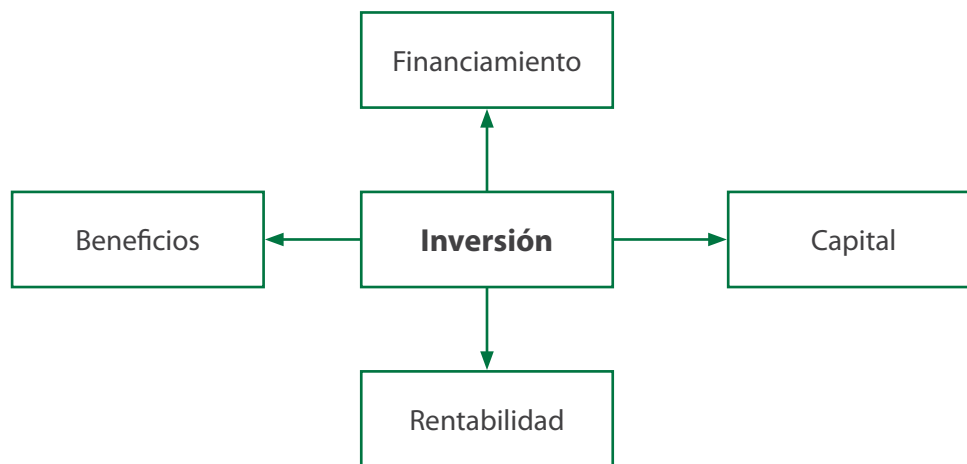 Financiamiento
Beneficios
Inversión
Capital
Rentabilidad